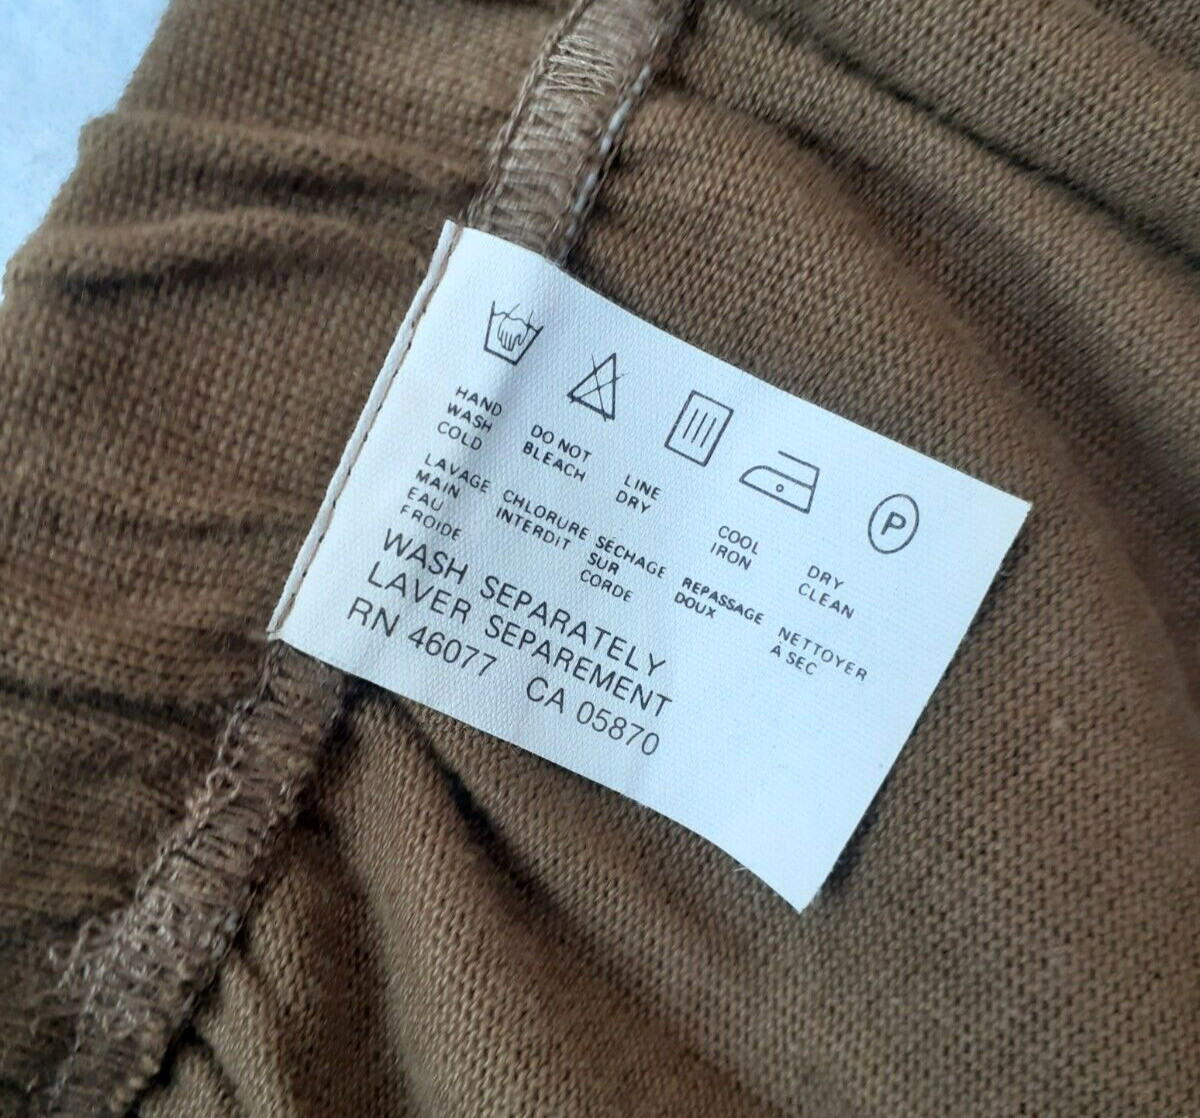 HAND
WASH
COLD
DO NOT
BLEACH
LINE
DRY
COOL
IRON
P
DRY
CLEAN
LAVAGE
MAIN
EAU
FROIDE
CHLORURE
INTERDIT
SECHAGE
SUR
CORDE
REPASSAGE
DOUX
NETTOYER
À SEC
WASH SEPARATELY
LAVER SEPAREMENT
RN 46077 CA 05870